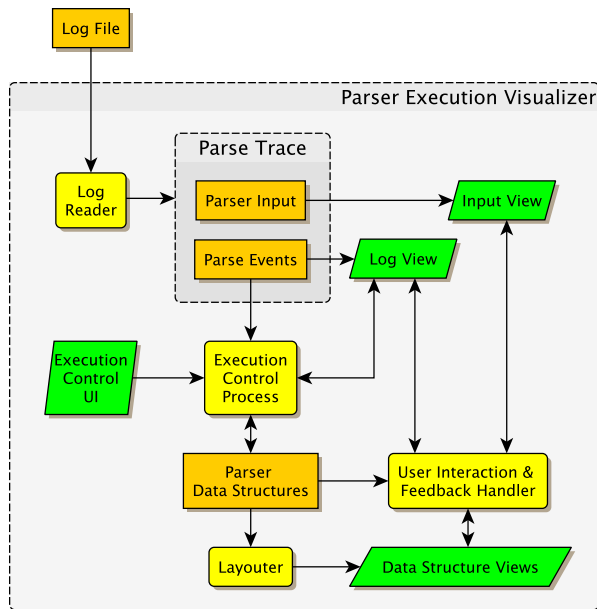 Log File
Parser Execution Visualizer
Parse Trace
Log
Reader
Parser Input
Input View
Parse Events
Log View
Execution
Control
UI
Execution
Control
Process
Parser
Data Structures
User Interaction &
Feedback Handler
Layouter
Data Structure Views